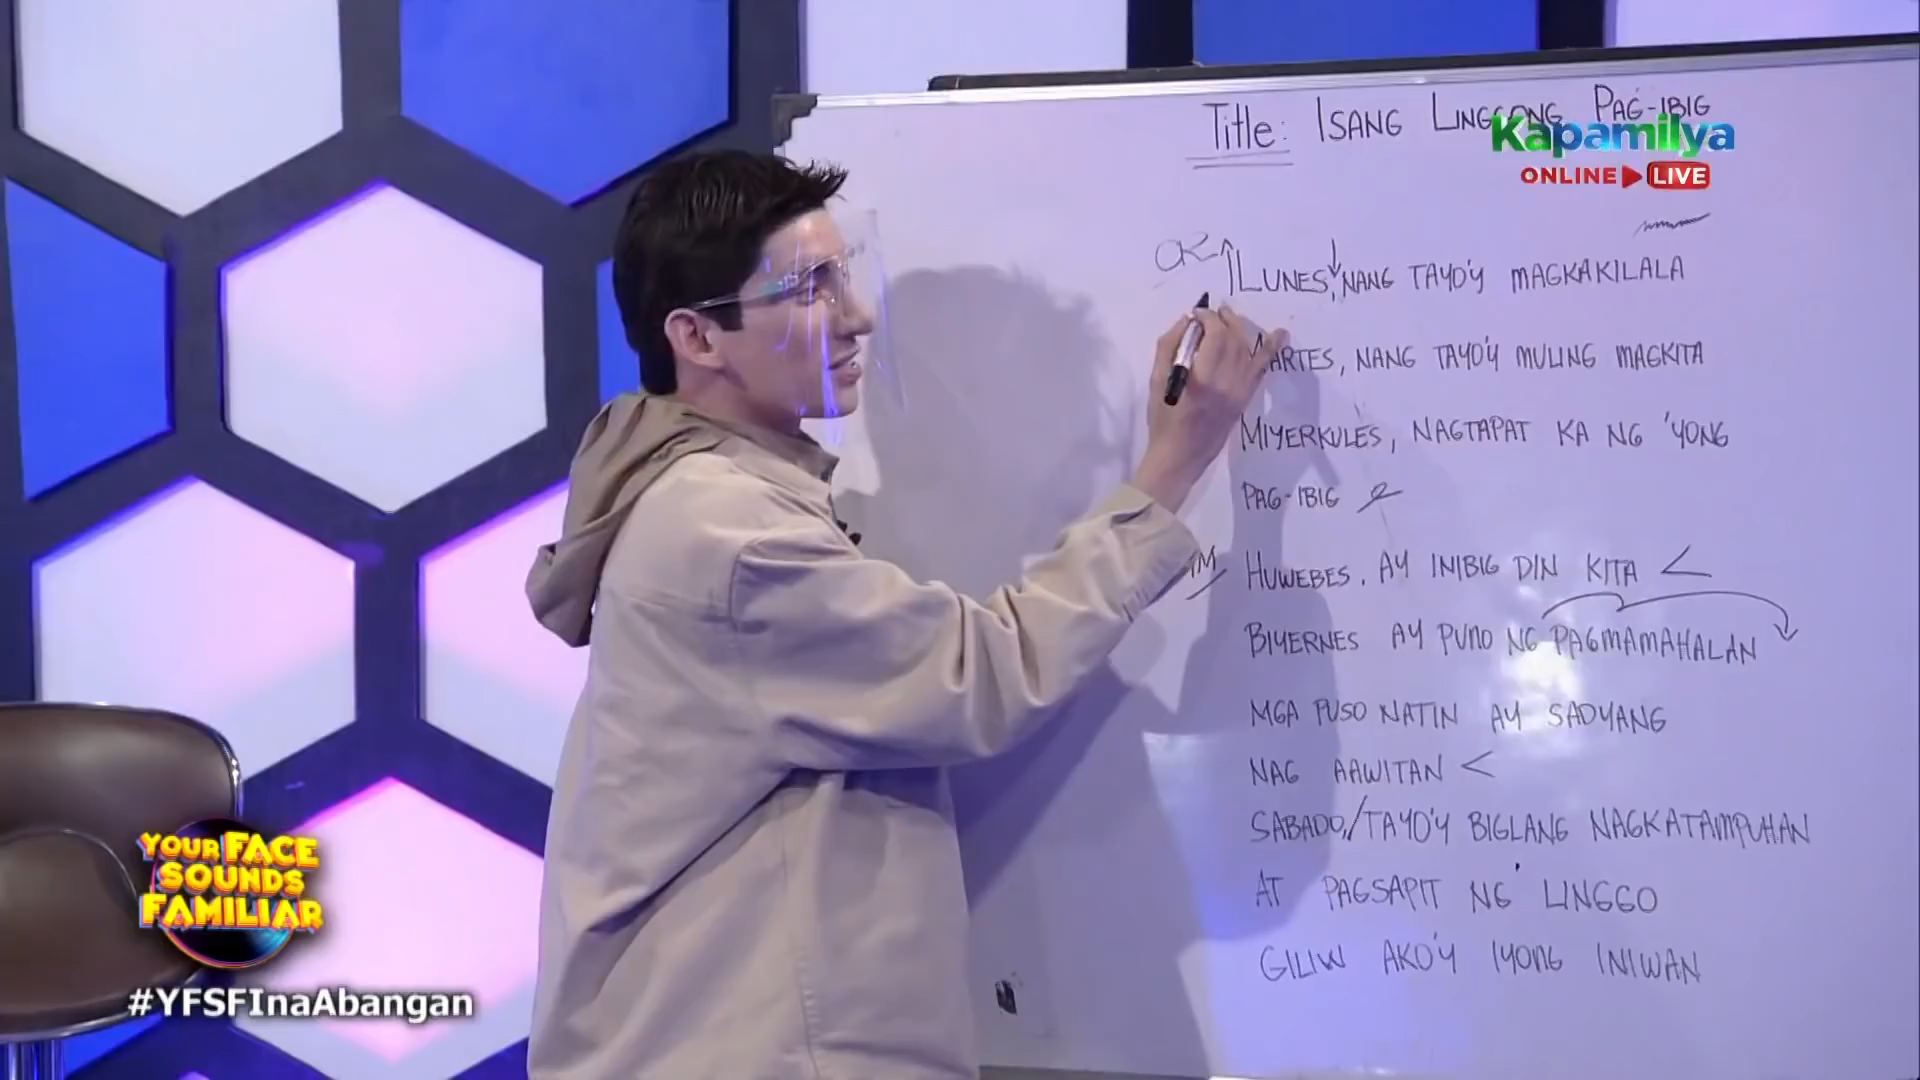 Title: ISANG LINGGONG PAG-IBIG
Kapamilya
ONLINE LIVE
OK LUNES, NANG TAYO'Y MAGKAKILALA
MARTES, NANG TAYO'Y MULING MAGKITA
MIYERKULES, NAGTAPAT KA NG 'YONG
PAG-IBIG
HUWEBES, AY INIBIG DIN KITA
BIYERNES AY PUNO NG PAGMAMAHALAN
MGA PUSO NATIN AY SADYANG
NAG AAWITAN
SABADO, TAYO'Y BIGLANG NAGKATAMPUHAN
AT PAGSAPIT NG LINGGO
GILIW AKO'Y IYONG INIWAN
YOUR FACE
SOUNDS
FAMILIAR
#YFSFInaAbangan